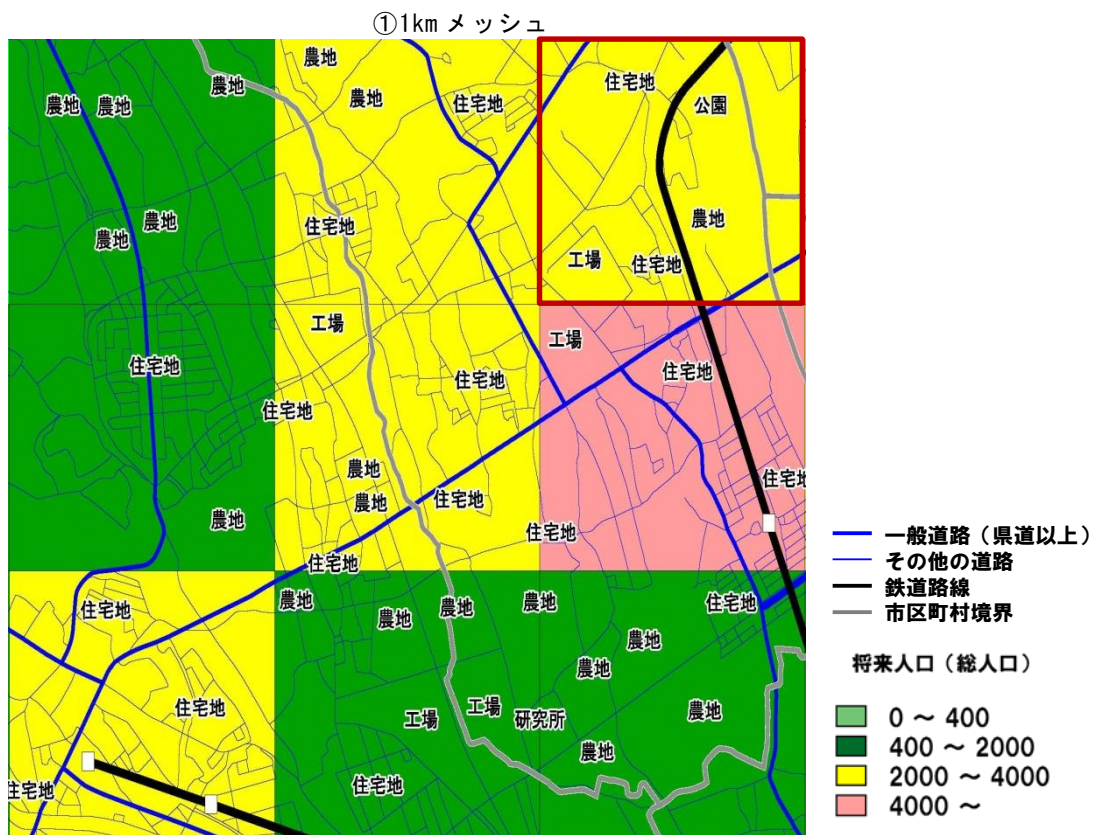 ①1km メッシュ
農地
農地
住宅地
公園
農地
農地
農地
農地
住宅地
農地
農地
住宅地
農地
工場
住宅地
工場
工場
住宅地
住宅地
住宅地
住宅地
農地
農地
住宅地
住宅地
農地
住宅地
住宅地
農地
農地
農地
住宅地
住宅地
農地
農地
農地
住宅地
工場
工場
研究所
農地
農地
住宅地
住宅地
一般道路（県道以上）
その他の道路
鉄道路線
市区町村境界
将来人口（総人口）
0 ～ 400
400 ～ 2000
2000 ～ 4000
4000 ～